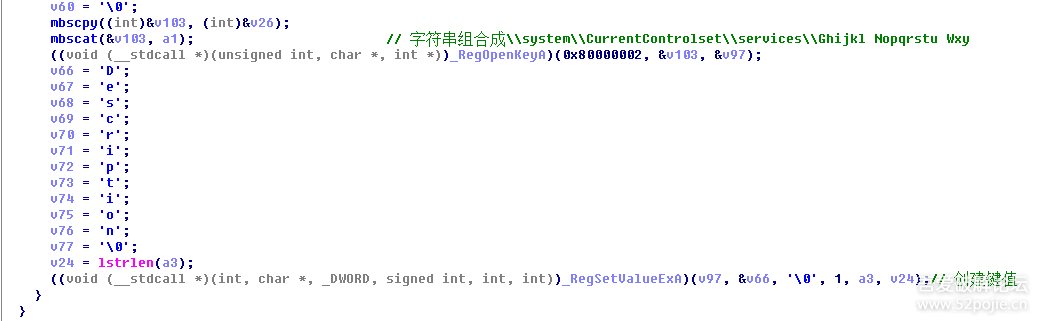 v60 = '\0';
mbscpy((int)&v103, (int)&v26);
mbscat(&v103, a1); // 字符串组合成\\system\\CurrentControlset\\services\\Ghijkl Nopqrstu Wxy
((void (__stdcall *)(unsigned int, char *, int *))_RegOpenKeyA)(0x80000002, &v103, &v97);
v66 = 'D';
v67 = 'e';
v68 = 's';
v69 = 'c';
v70 = 'r';
v71 = 'i';
v72 = 'p';
v73 = 't';
v74 = 'i';
v75 = 'o';
v76 = 'n';
v77 = '\0';
v24 = lstrlen(a3);
((void (__stdcall *)(int, char *, _DWORD, signed int, int, int))_RegSetValueExA)(v97, &v66, '\0', 1, a3, v24);// 创建键值
}
}
吾爱破解论坛
www.52pojie.cn